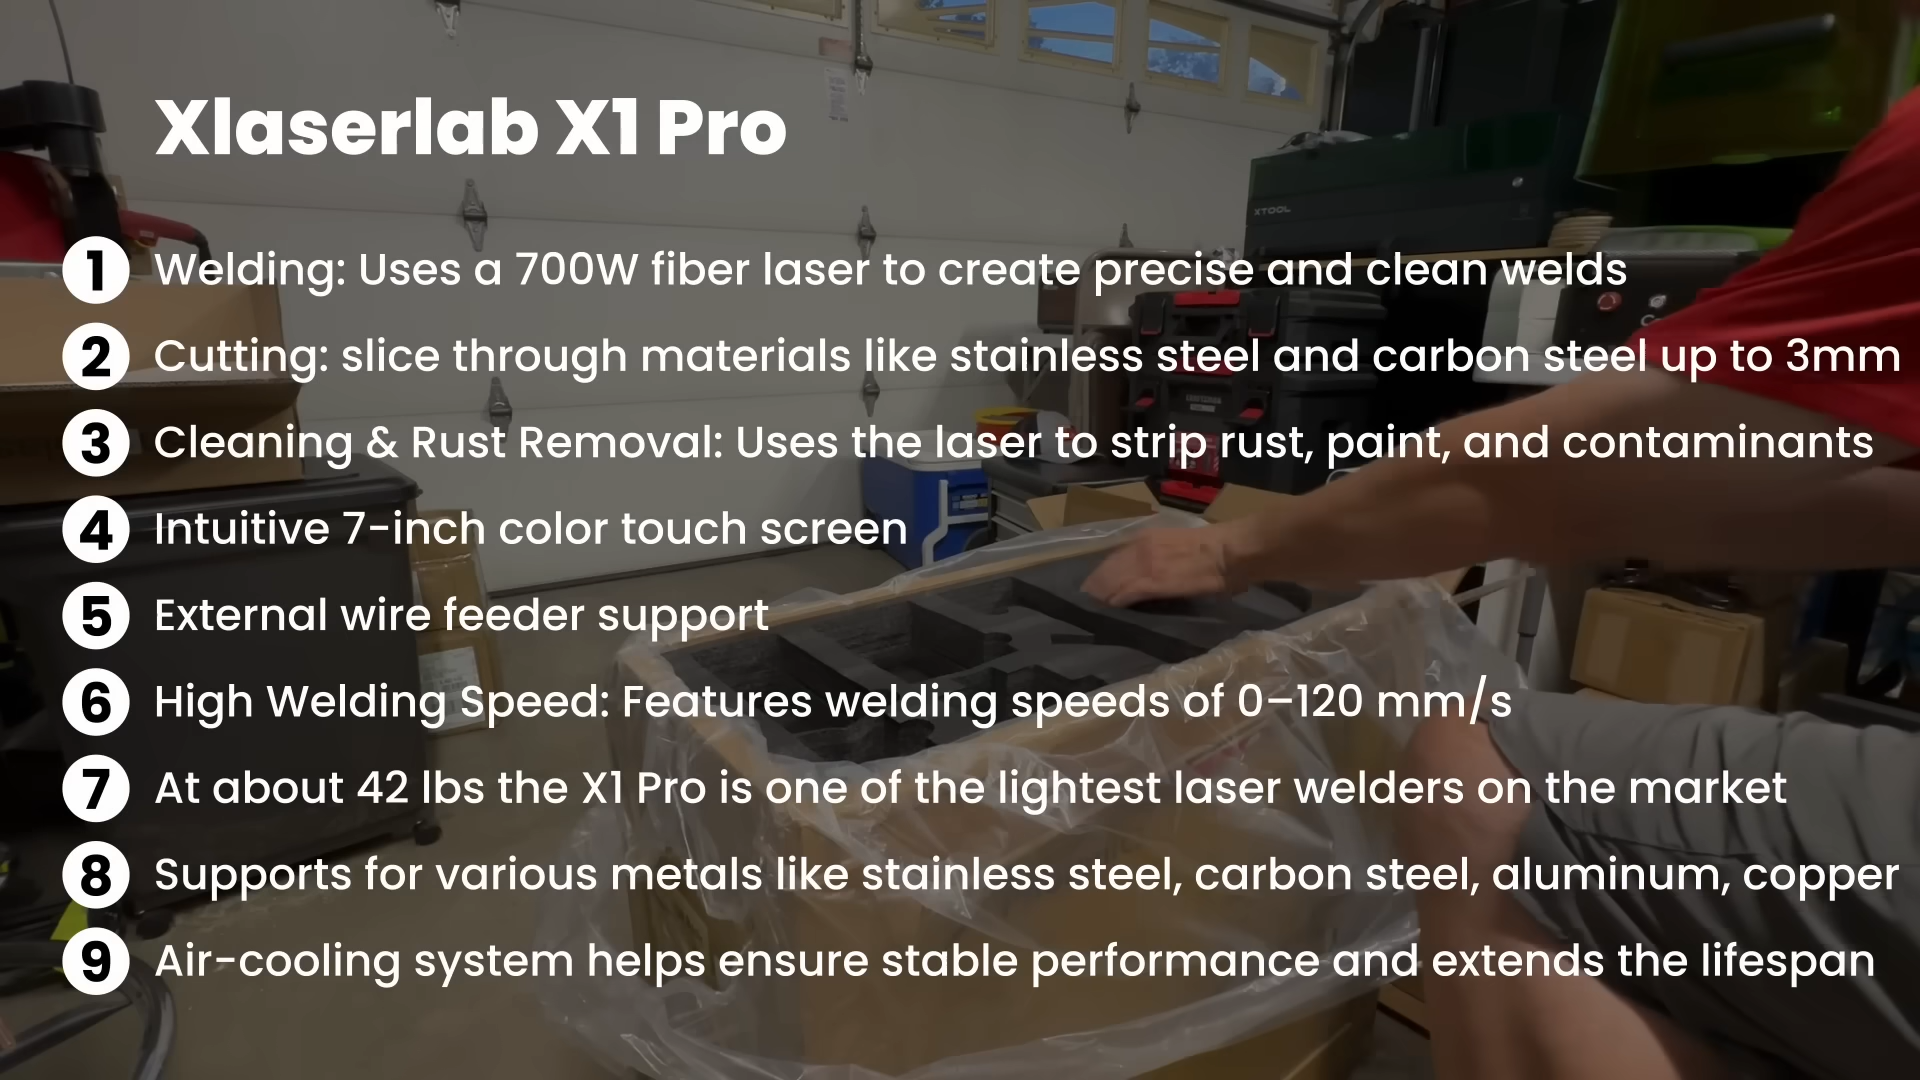 Xlaserlab X1 Pro
1 Welding: Uses a 700W fiber laser to create precise and clean welds
2 Cutting: slice through materials like stainless steel and carbon steel up to 3mm
3 Cleaning & Rust Removal: Uses the laser to strip rust, paint, and contaminants
4 Intuitive 7-inch color touch screen
5 External wire feeder support
6 High Welding Speed: Features welding speeds of 0–120 mm/s
7 At about 42 lbs the X1 Pro is one of the lightest laser welders on the market
8 Supports for various metals like stainless steel, carbon steel, aluminum, copper
9 Air-cooling system helps ensure stable performance and extends the lifespan
XTOOL